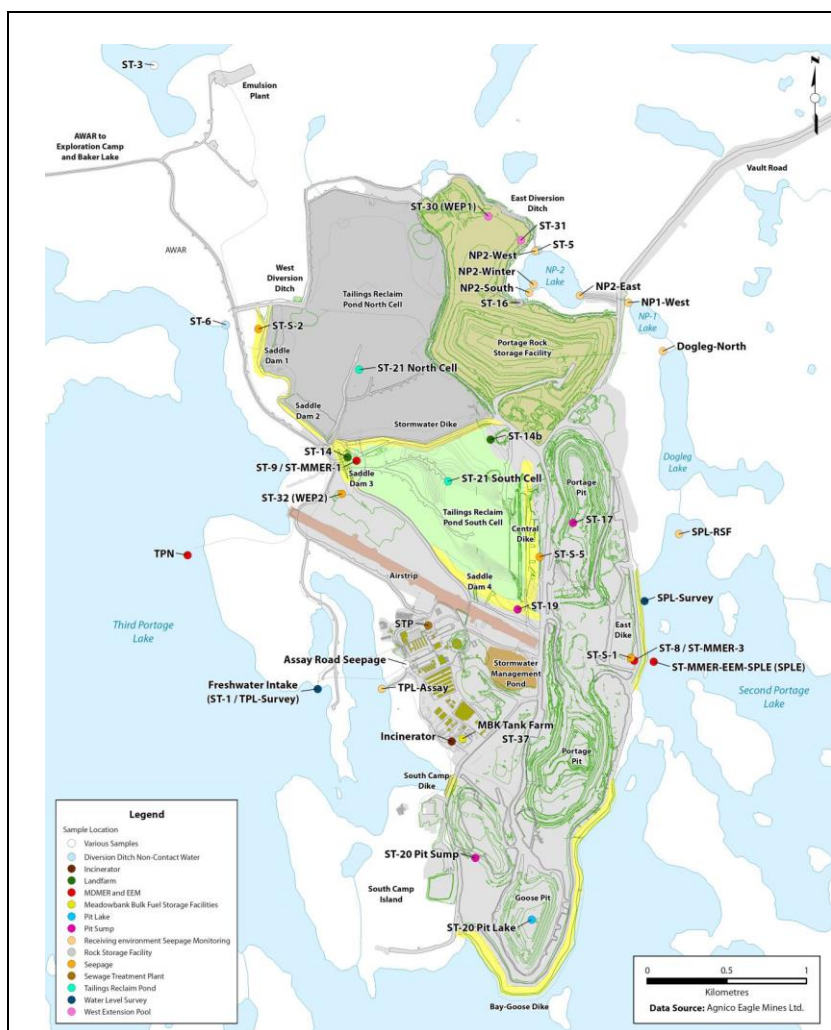 ST-3
Emulsion
Plant
N
AWAR to
Exploration Camp
and Baker Lake
Vault Road
East Diversion
Ditch
ST-30 (WEP1)
ST-31
AWAR
NP2-West
ST-5
NP-2
Lake
NP2-Winter
West
Diversion
Ditch
NP2-South
NP2-East
Tailings Reclaim
Pond North Cell
ST-16
NP1-West
NP-1
Lake
ST-6
ST-S-2
Portage Rock
Storage Facility
Dogleg-North
Saddle
Dam 1
ST-21 North Cell
Saddle
Dam 2
Stormwater Dike
ST-14
ST-14b
ST-9 / ST-MMER-1
Saddle
Dam 3
Dogleg
Lake
ST-21 South Cell
Portage
Pit
ST-32 (WEP2)
Tailings Reclaim
Pond South Cell
Central
Dike
ST-17
SPL-RSF
TPN
ST-S-5
Airstrip
Saddle
Dam 4
SPL-Survey
ST-19
Third Portage
Lake
STP
East
Dike
Assay Road Seepage
Stormwater
Management
Pond
ST-S-1
ST-8 / ST-MMER-3
ST-MMER-EEM-SPLE (SPLE)
Freshwater Intake
(ST-1 / TPL-Survey)
TPL-Assay
Second Portage
Lake
Incinerator
MBK Tank Farm
ST-37
Portage
Pit
South Camp
Dike
ST-20 Pit Sump
South Camp
Island
Goose Pit
ST-20 Pit Lake
Bay-Goose Dike
Legend
Sample Location
Various Samples
Diversion Ditch Non-Contact Water
Incinerator
Landfarm
MDMER and EEM
Meadowbank Bulk Fuel Storage Facilities
Pit Lake
Pit Sump
Receiving environment Seepage Monitoring
Rock Storage Facility
Seepage
Sewage Treatment Plant
Tailings Reclaim Pond
Water Level Survey
West Extension Pool
0 0.5 1
Kilometres
Data Source: Agnico Eagle Mines Ltd.